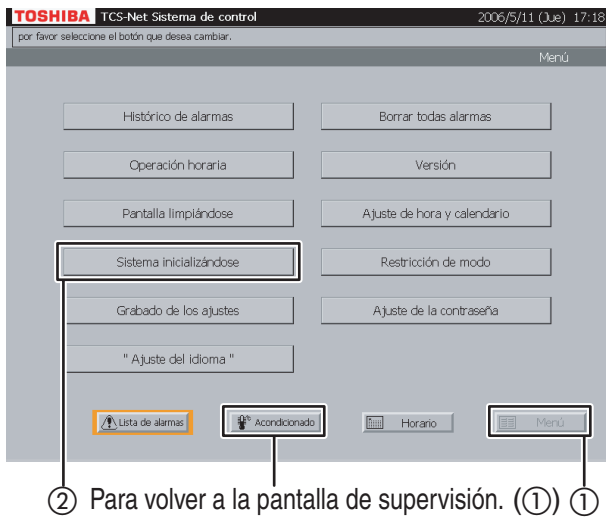 TOSHIBA TCS-Net Sistema de control 2006/5/11 (Jue) 17:18
por favor seleccione el botón que desea cambiar.
Menú
Histórico de alarmas Borrar todas alarmas
Operación horaria Versión
Pantalla limpiándose Ajuste de hora y calendario
Sistema inicializándose Restricción de modo
Grabado de los ajustes Ajuste de la contraseña
" Ajuste del idioma "
Lista de alarmas Acondicionado Horario Menú
② Para volver a la pantalla de supervisión. (①) ①